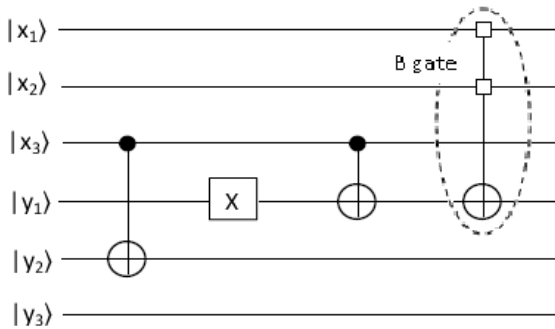 |x₁⟩
|x₂⟩
B gate
|x₃⟩
|y₁⟩
X
|y₂⟩
|y₃⟩